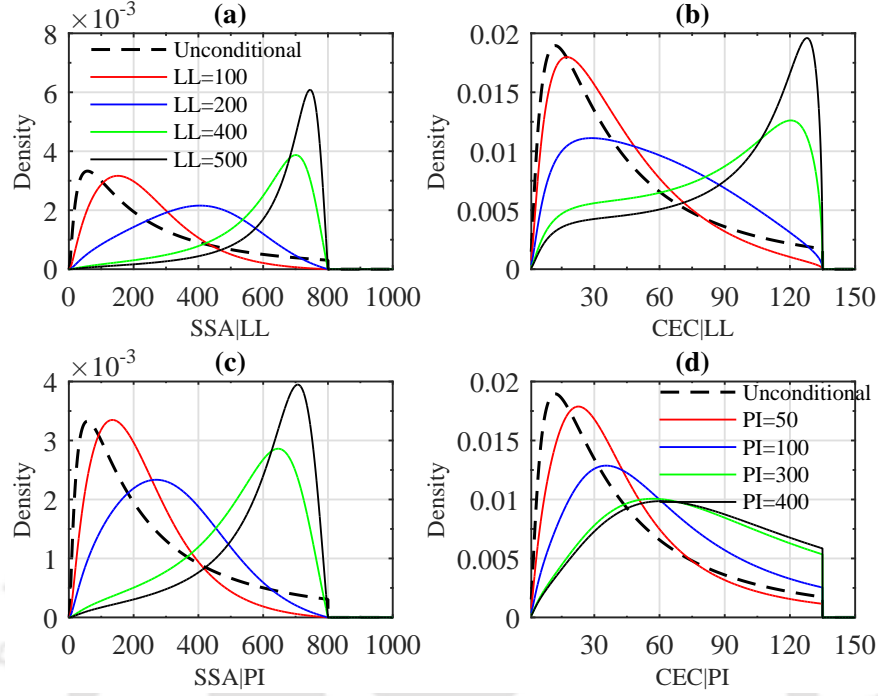 (a)
×10⁻³
8
6
4
2
0
Density
Unconditional
LL=100
LL=200
LL=400
LL=500
0 200 400 600 800 1000
SSA|LL
(b)
0.02
0.015
0.01
0.005
0
Density
30 60 90 120 150
CEC|LL
(c)
×10⁻³
4
3
2
1
0
Density
0 200 400 600 800 1000
SSA|PI
(d)
0.02
0.015
0.01
0.005
0
Density
Unconditional
PI=50
PI=100
PI=300
PI=400
30 60 90 120 150
CEC|PI